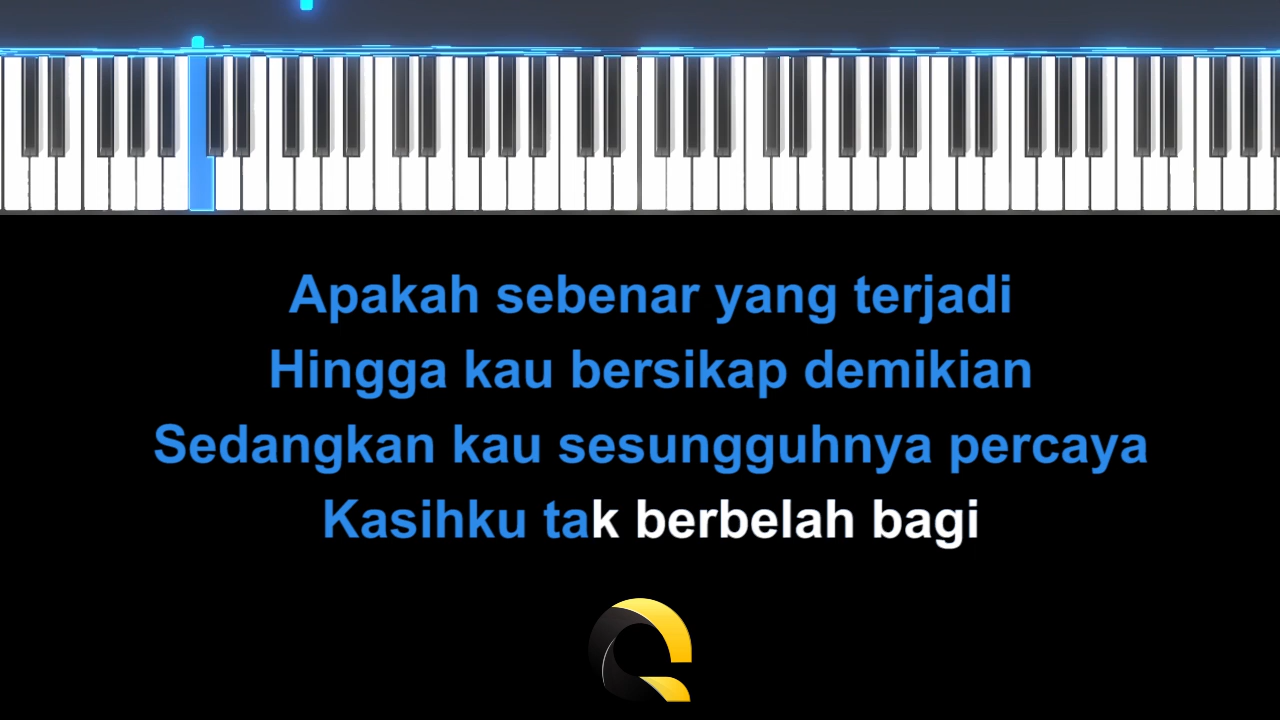 Apakah sebenar yang terjadi
Hingga kau bersikap demikian
Sedangkan kau sesungguhnya percaya
Kasihku tak berbelah bagi